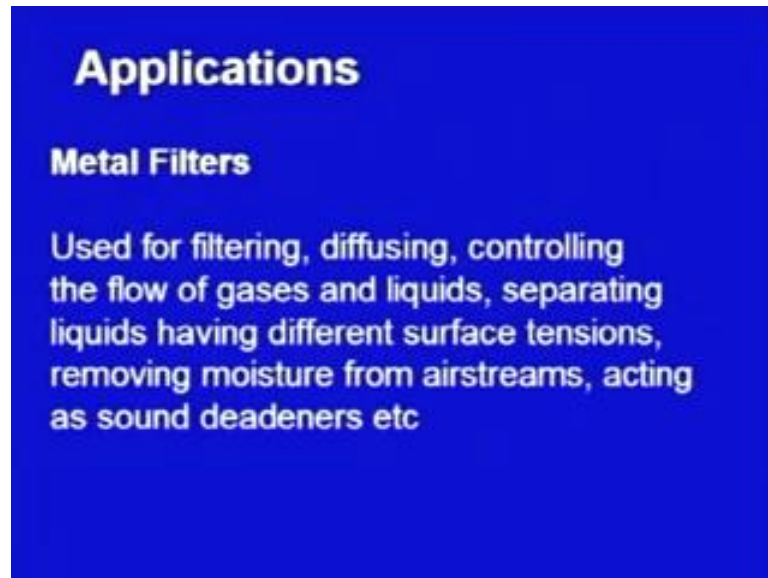 Applications
Metal Filters
Used for filtering, diffusing, controlling
the flow of gases and liquids, separating
liquids having different surface tensions,
removing moisture from airstreams, acting
as sound deadeners etc